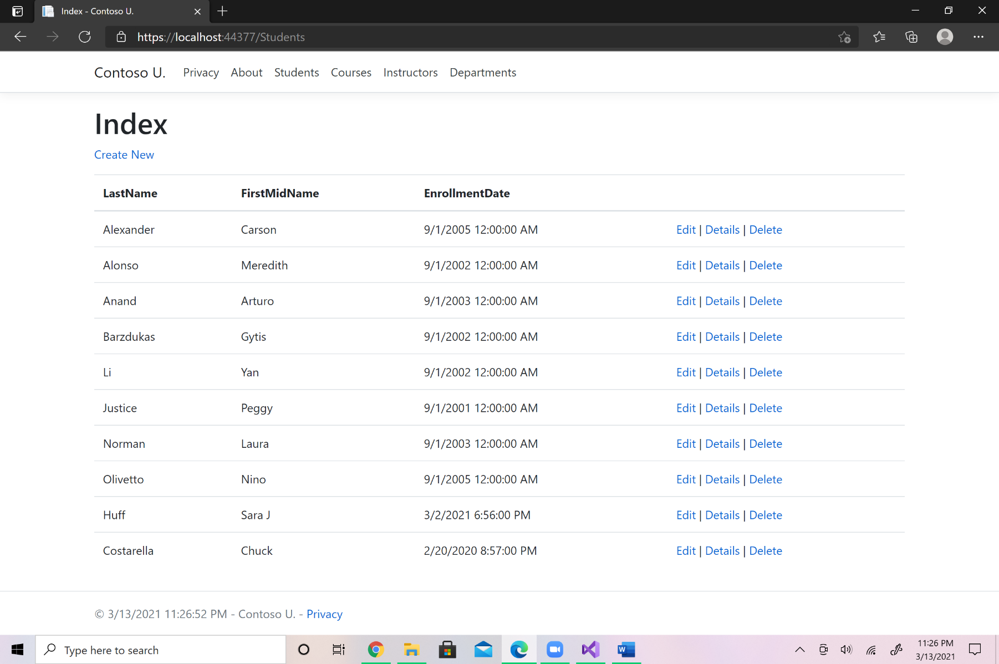 Index - Contoso U.
https://localhost:44377/Students
Contoso U. Privacy About Students Courses Instructors Departments
Index
Create New
LastName FirstMidName EnrollmentDate
Alexander Carson 9/1/2005 12:00:00 AM Edit | Details | Delete
Alonso Meredith 9/1/2002 12:00:00 AM Edit | Details | Delete
Anand Arturo 9/1/2003 12:00:00 AM Edit | Details | Delete
Barzdukas Gytis 9/1/2002 12:00:00 AM Edit | Details | Delete
Li Yan 9/1/2002 12:00:00 AM Edit | Details | Delete
Justice Peggy 9/1/2001 12:00:00 AM Edit | Details | Delete
Norman Laura 9/1/2003 12:00:00 AM Edit | Details | Delete
Olivetto Nino 9/1/2005 12:00:00 AM Edit | Details | Delete
Huff Sara J 3/2/2021 6:56:00 PM Edit | Details | Delete
Costarella Chuck 2/20/2020 8:57:00 PM Edit | Details | Delete
© 3/13/2021 11:26:52 PM - Contoso U. - Privacy
Type here to search
W
11:26 PM
3/13/2021